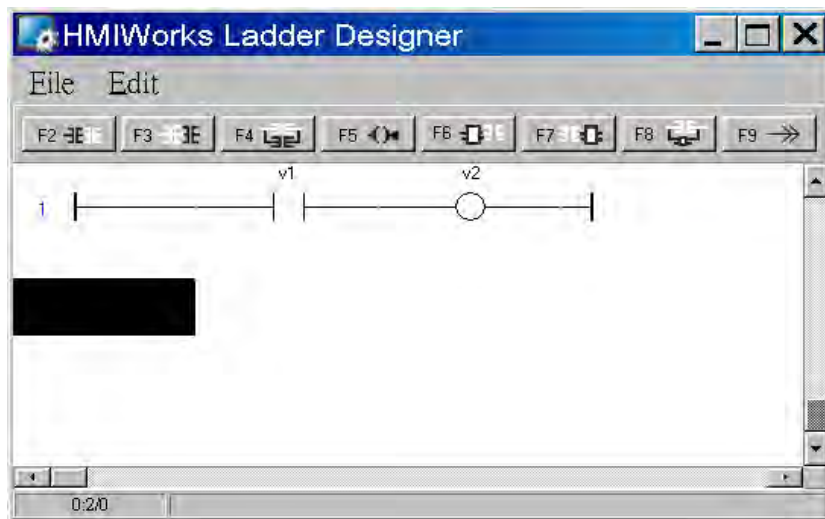 HMIWorks Ladder Designer
File Edit
F2 F3 F4 F5 F6 F7 F8 F9
v1 v2
1
0:2/0